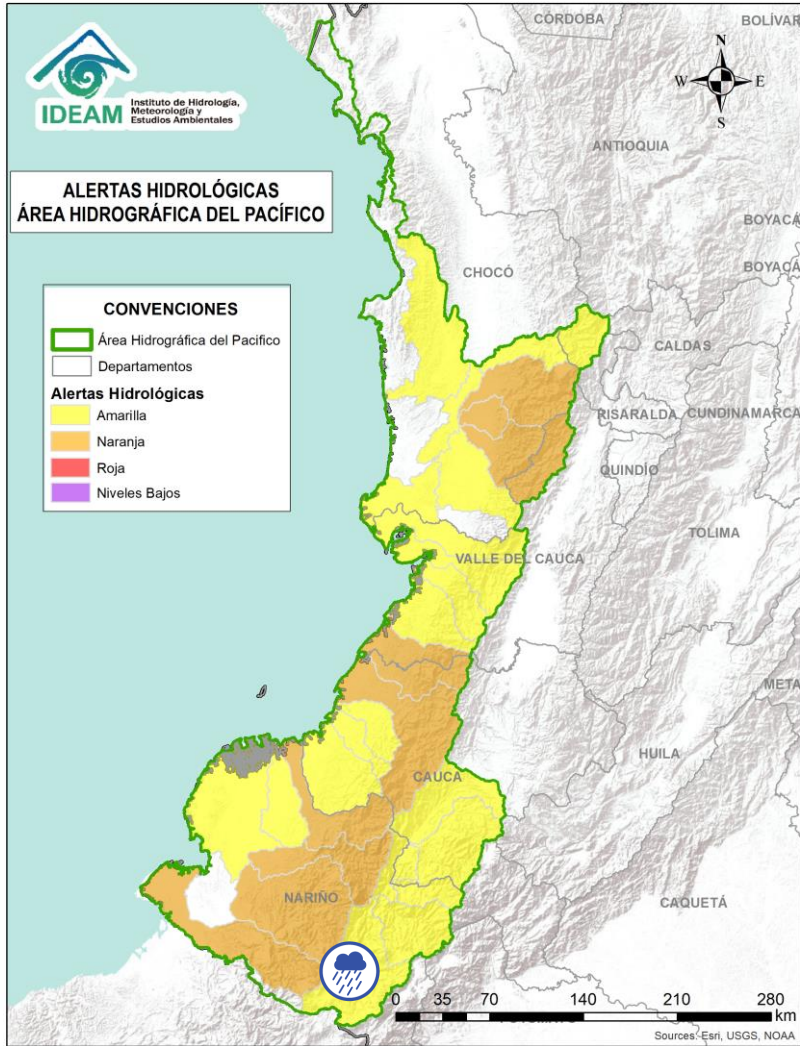 IDEAM
Instituto de Hidrología,
Meteorología y
Estudios Ambientales
CÓRDOBA
BOLÍVAR
N
W
E
S
ANTIOQUIA
ALERTAS HIDROLÓGICAS
ÁREA HIDROGRÁFICA DEL PACÍFICO
BOYACÁ
CHOCÓ
BOYACÁ
CONVENCIONES
Área Hidrográfica del Pacifico
Departamentos
Alertas Hidrológicas
Amarilla
Naranja
Roja
Niveles Bajos
CALDAS
RISARALDA
CUNDINAMARCA
QUINDÍO
TOLIMA
VALLE DEL CAUCA
META
HUILA
CAUCA
NARIÑO
CAQUETÁ
0 35 70 140 210 280
km
Sources: Esri, USGS, NOAA